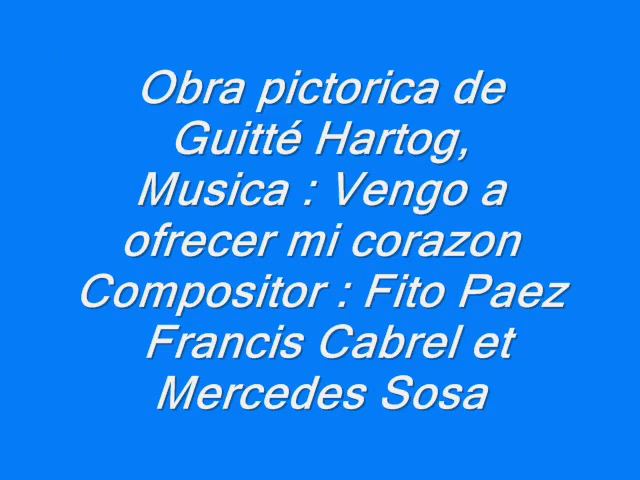 Obra pictorica de
Guitté Hartog,
Musica : Vengo a
ofrecer mi corazon
Compositor : Fito Paez
Francis Cabrel et
Mercedes Sosa